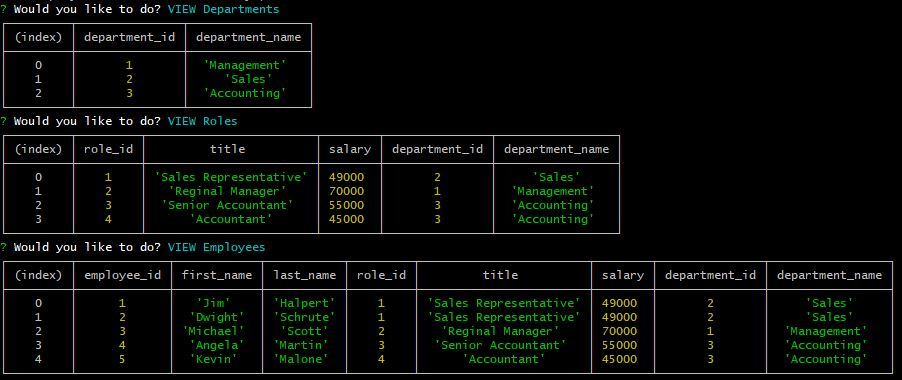 ? Would you like to do? VIEW Departments
(index) department_id department_name
0 1 'Management'
1 2 'Sales'
2 3 'Accounting'
? Would you like to do? VIEW Roles
(index) role_id title salary department_id department_name
0 1 'Sales Representative' 49000 2 'Sales'
1 2 'Reginal Manager' 70000 1 'Management'
2 3 'Senior Accountant' 55000 3 'Accounting'
3 4 'Accountant' 45000 3 'Accounting'
? Would you like to do? VIEW Employees
(index) employee_id first_name last_name role_id title salary department_id department_name
0 1 'Jim' 'Halpert' 1 'Sales Representative' 49000 2 'Sales'
1 2 'Dwight' 'Schrute' 1 'Sales Representative' 49000 2 'Sales'
2 3 'Michael' 'Scott' 2 'Reginal Manager' 70000 1 'Management'
3 4 'Angela' 'Martin' 3 'Senior Accountant' 55000 3 'Accounting'
4 5 'Kevin' 'Malone' 4 'Accountant' 45000 3 'Accounting'